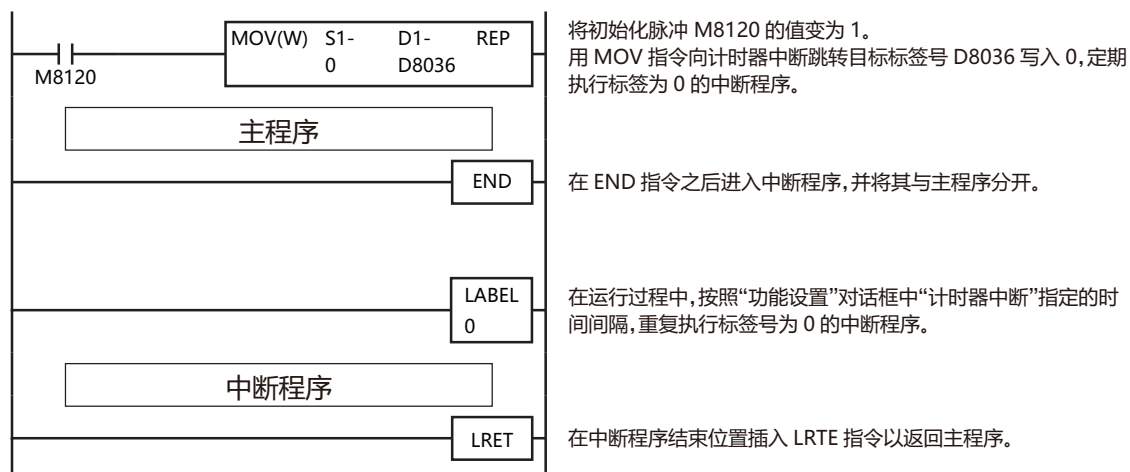 MOV(W) S1- D1- REP
0 D8036
M8120
将初始化脉冲 M8120 的值变为 1。
用 MOV 指令向计时器中断跳转目标标签号 D8036 写入 0,定期
执行标签为 0 的中断程序。
主程序
END
在 END 指令之后进入中断程序,并将其与主程序分开。
LABEL
0
在运行过程中,按照“功能设置”对话框中“计时器中断”指定的时
间间隔,重复执行标签号为 0 的中断程序。
中断程序
LRET
在中断程序结束位置插入 LRTE 指令以返回主程序。